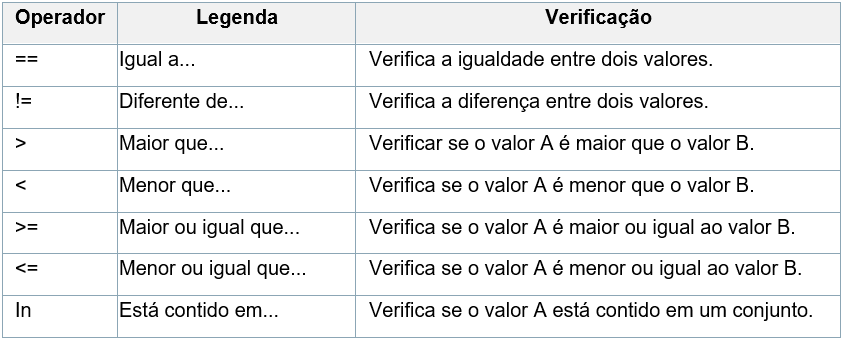 Operador Legenda Verificação
== Igual a... Verifica a igualdade entre dois valores.
!= Diferente de... Verifica a diferença entre dois valores.
> Maior que... Verificar se o valor A é maior que o valor B.
< Menor que... Verifica se o valor A é menor que o valor B.
>= Maior ou igual que... Verifica se o valor A é maior ou igual ao valor B.
<= Menor ou igual que... Verifica se o valor A é menor ou igual ao valor B.
In Está contido em... Verifica se o valor A está contido em um conjunto.